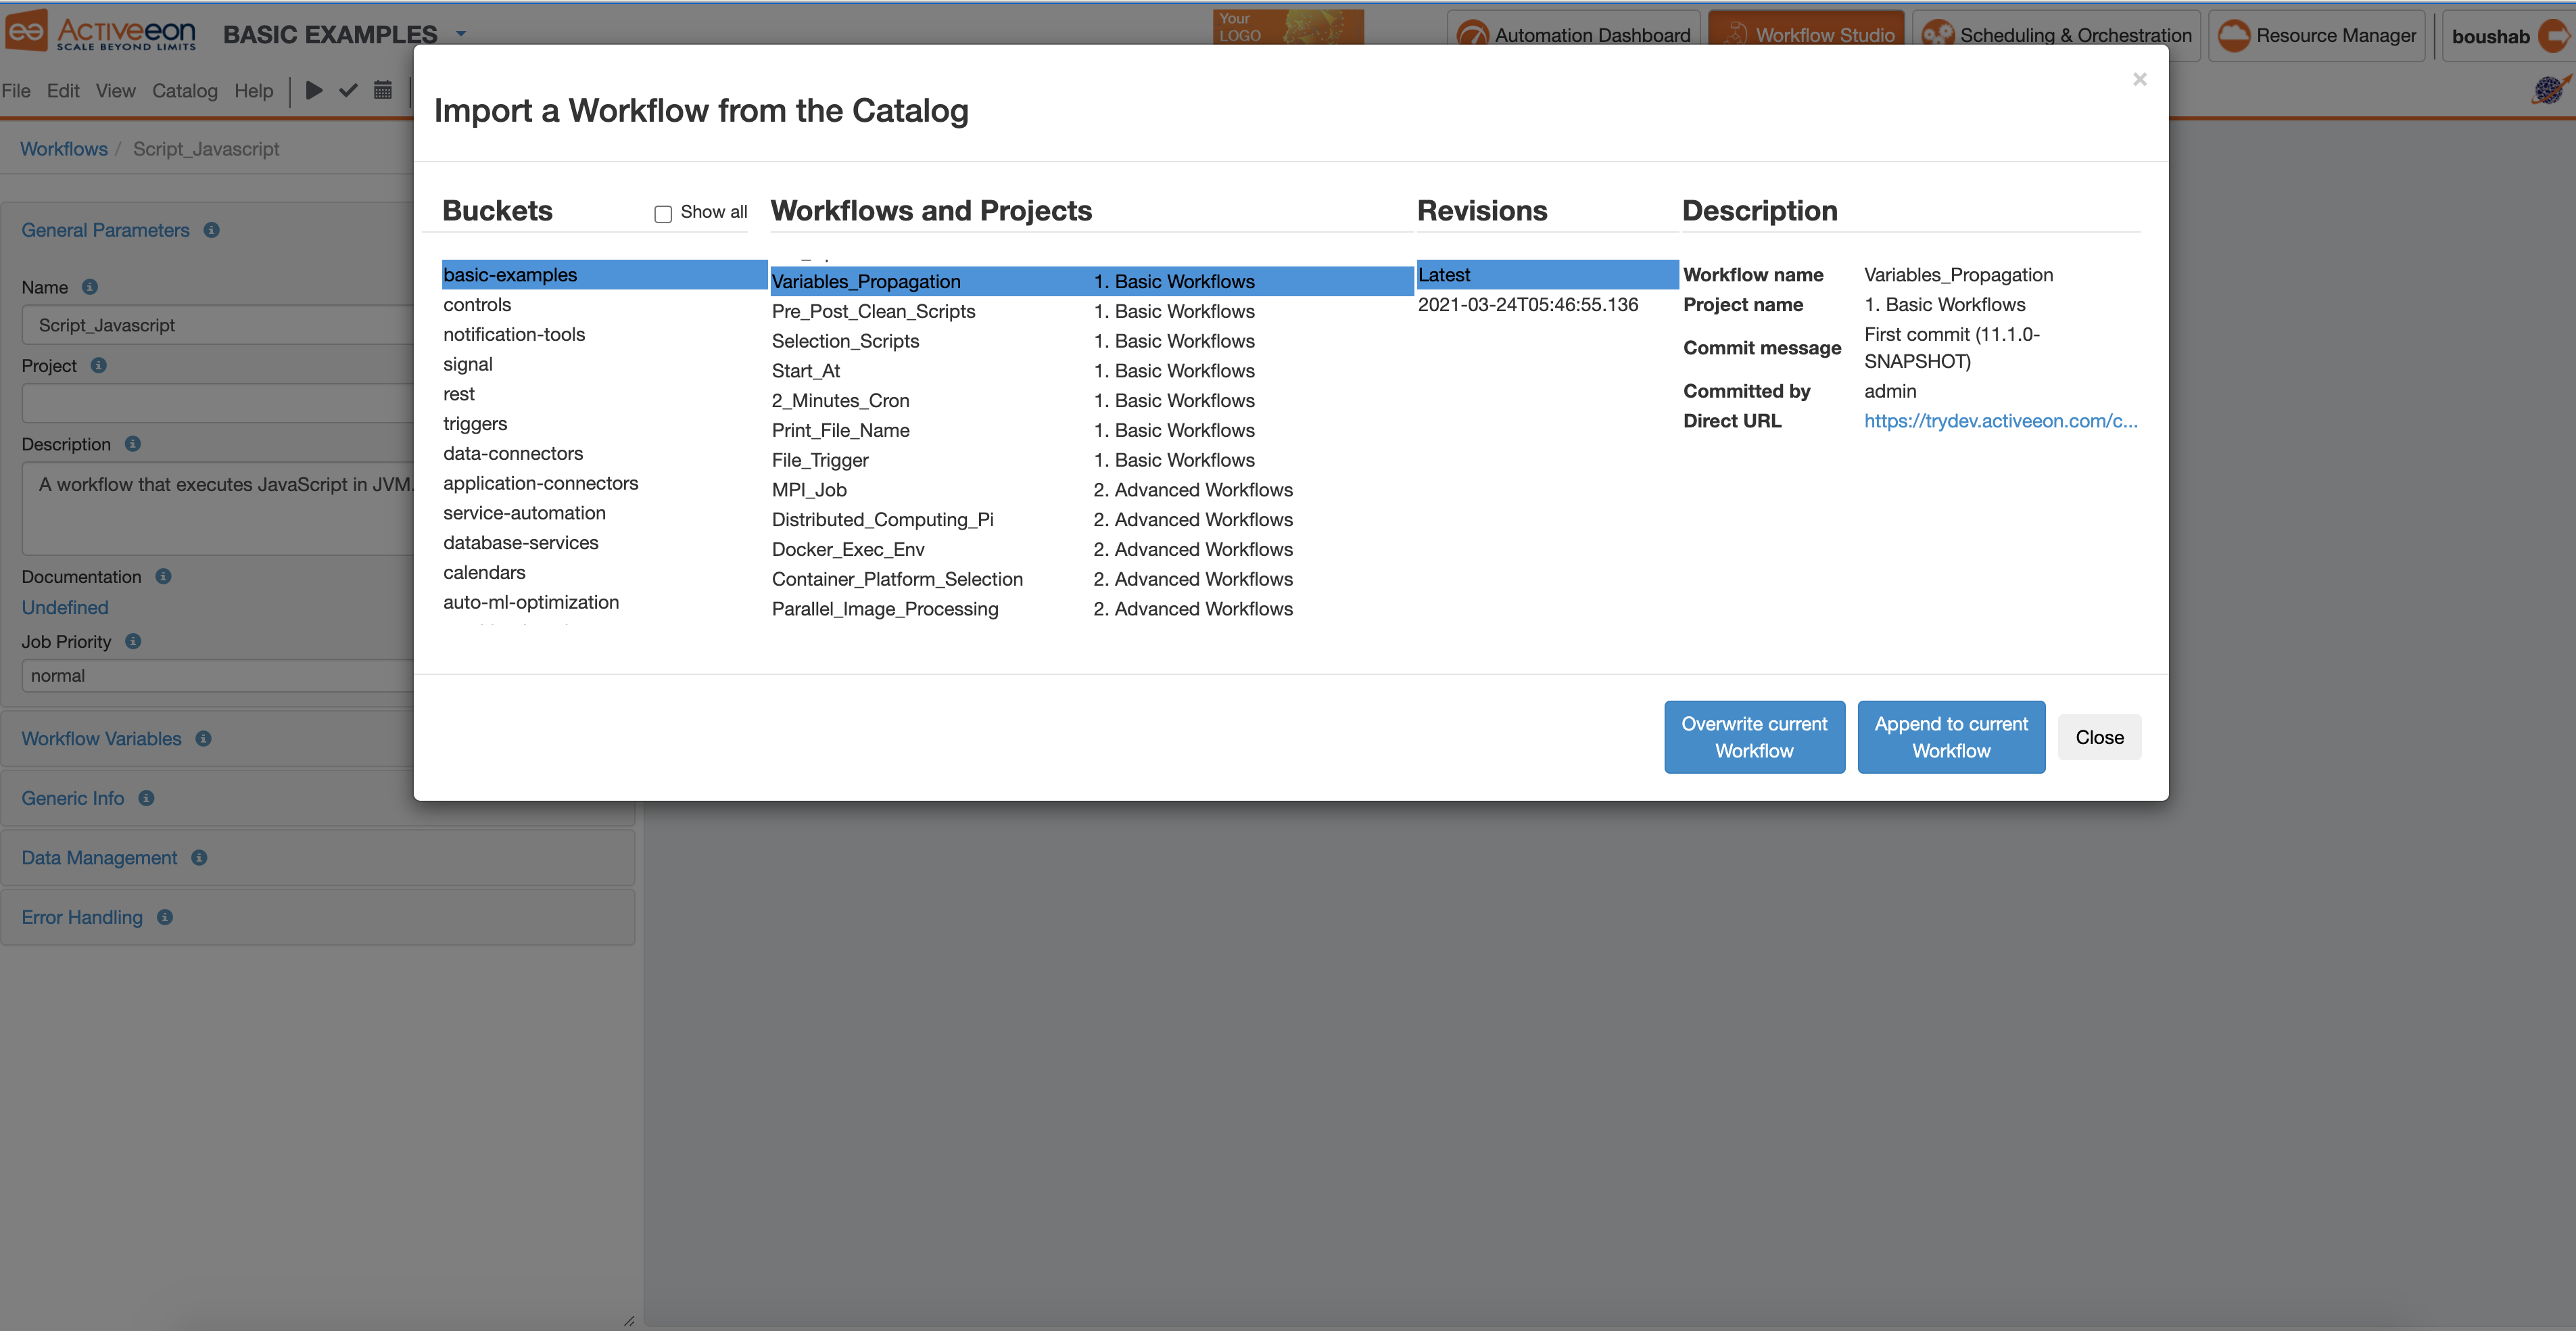 Activeeon
SCALE BEYOND LIMITS
BASIC EXAMPLES
Your
LOGO
Automation Dashboard
Workflow Studio
Scheduling & Orchestration
Resource Manager
boushab
File Edit View Catalog Help
Workflows / Script_Javascript
General Parameters
Name
Script_Javascript
Project
Description
A workflow that executes JavaScript in JVM.
Documentation
Undefined
Job Priority
normal
Workflow Variables
Generic Info
Data Management
Error Handling
×
Import a Workflow from the Catalog
Buckets
Show all
basic-examples
controls
notification-tools
signal
rest
triggers
data-connectors
application-connectors
service-automation
database-services
calendars
auto-ml-optimization
Workflows and Projects
Variables_Propagation 1. Basic Workflows
Pre_Post_Clean_Scripts 1. Basic Workflows
Selection_Scripts 1. Basic Workflows
Start_At 1. Basic Workflows
2_Minutes_Cron 1. Basic Workflows
Print_File_Name 1. Basic Workflows
File_Trigger 1. Basic Workflows
MPI_Job 2. Advanced Workflows
Distributed_Computing_Pi 2. Advanced Workflows
Docker_Exec_Env 2. Advanced Workflows
Container_Platform_Selection 2. Advanced Workflows
Parallel_Image_Processing 2. Advanced Workflows
Revisions
Latest
2021-03-24T05:46:55.136
Description
Workflow name Variables_Propagation
Project name 1. Basic Workflows
Commit message First commit (11.1.0-
SNAPSHOT)
Committed by admin
Direct URL https://trydev.activeeon.com/c...
Overwrite current
Workflow
Append to current
Workflow
Close